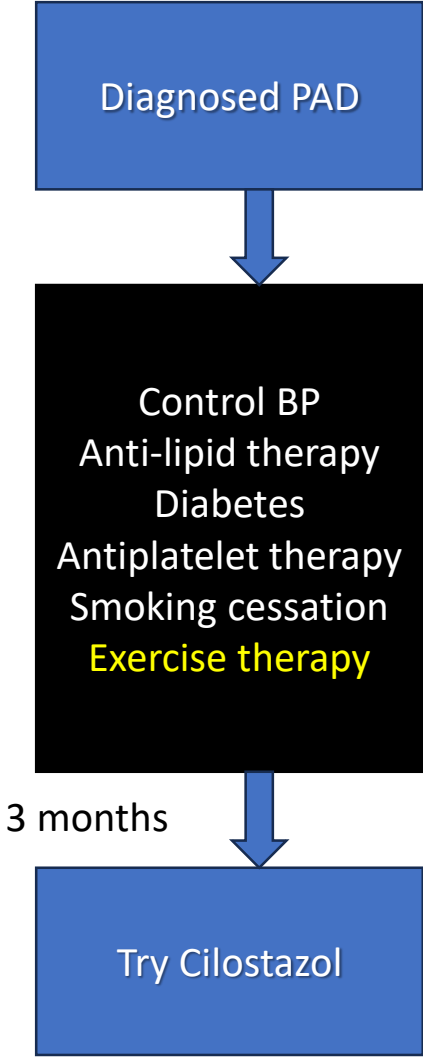 Diagnosed PAD
Control BP
Anti-lipid therapy
Diabetes
Antiplatelet therapy
Smoking cessation
Exercise therapy
3 months
Try Cilostazol